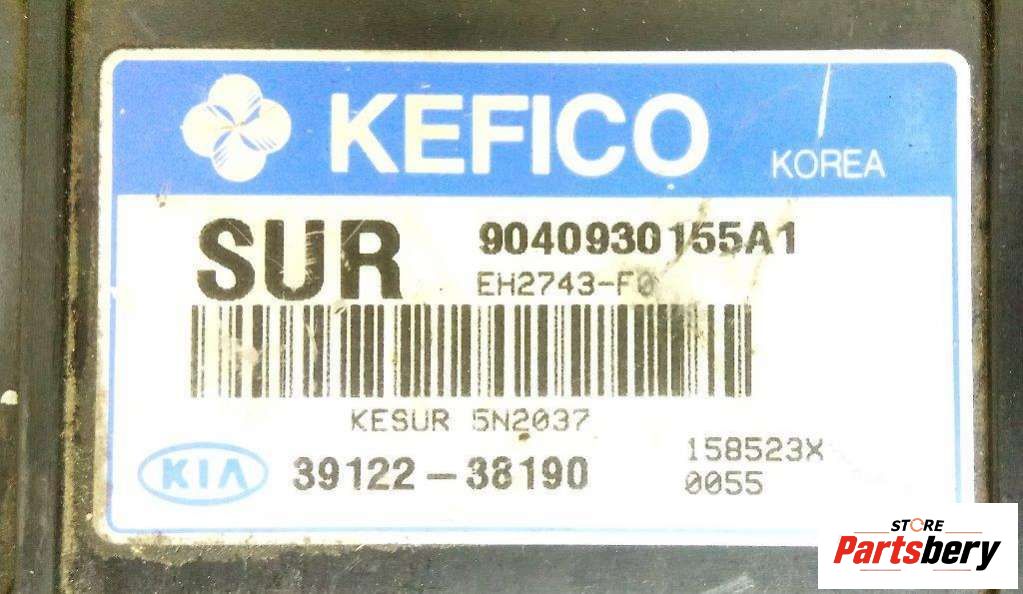 KEFICO KOREA
SUR 9040930155A1
EH2743-F0
KESUR 5N2037
KIA 39122-38190 158523X
0055
STORE
Partsbery